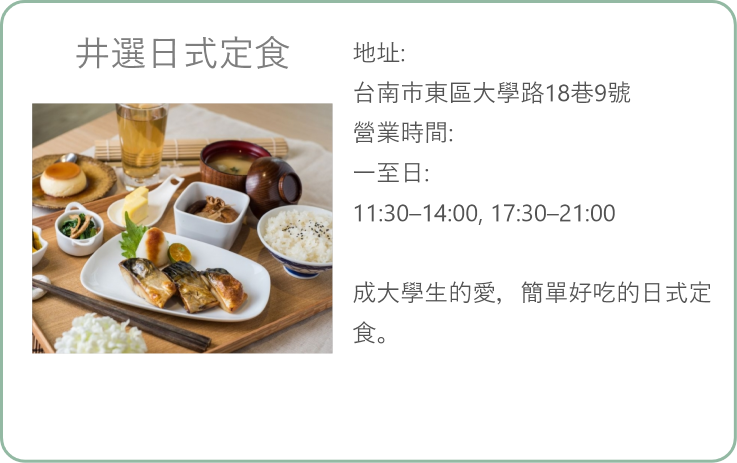 井選日式定食
地址:
台南市東區大學路18巷9號
營業時間:
一至日:
11:30–14:00, 17:30–21:00
成大學生的愛，簡單好吃的日式定
食。